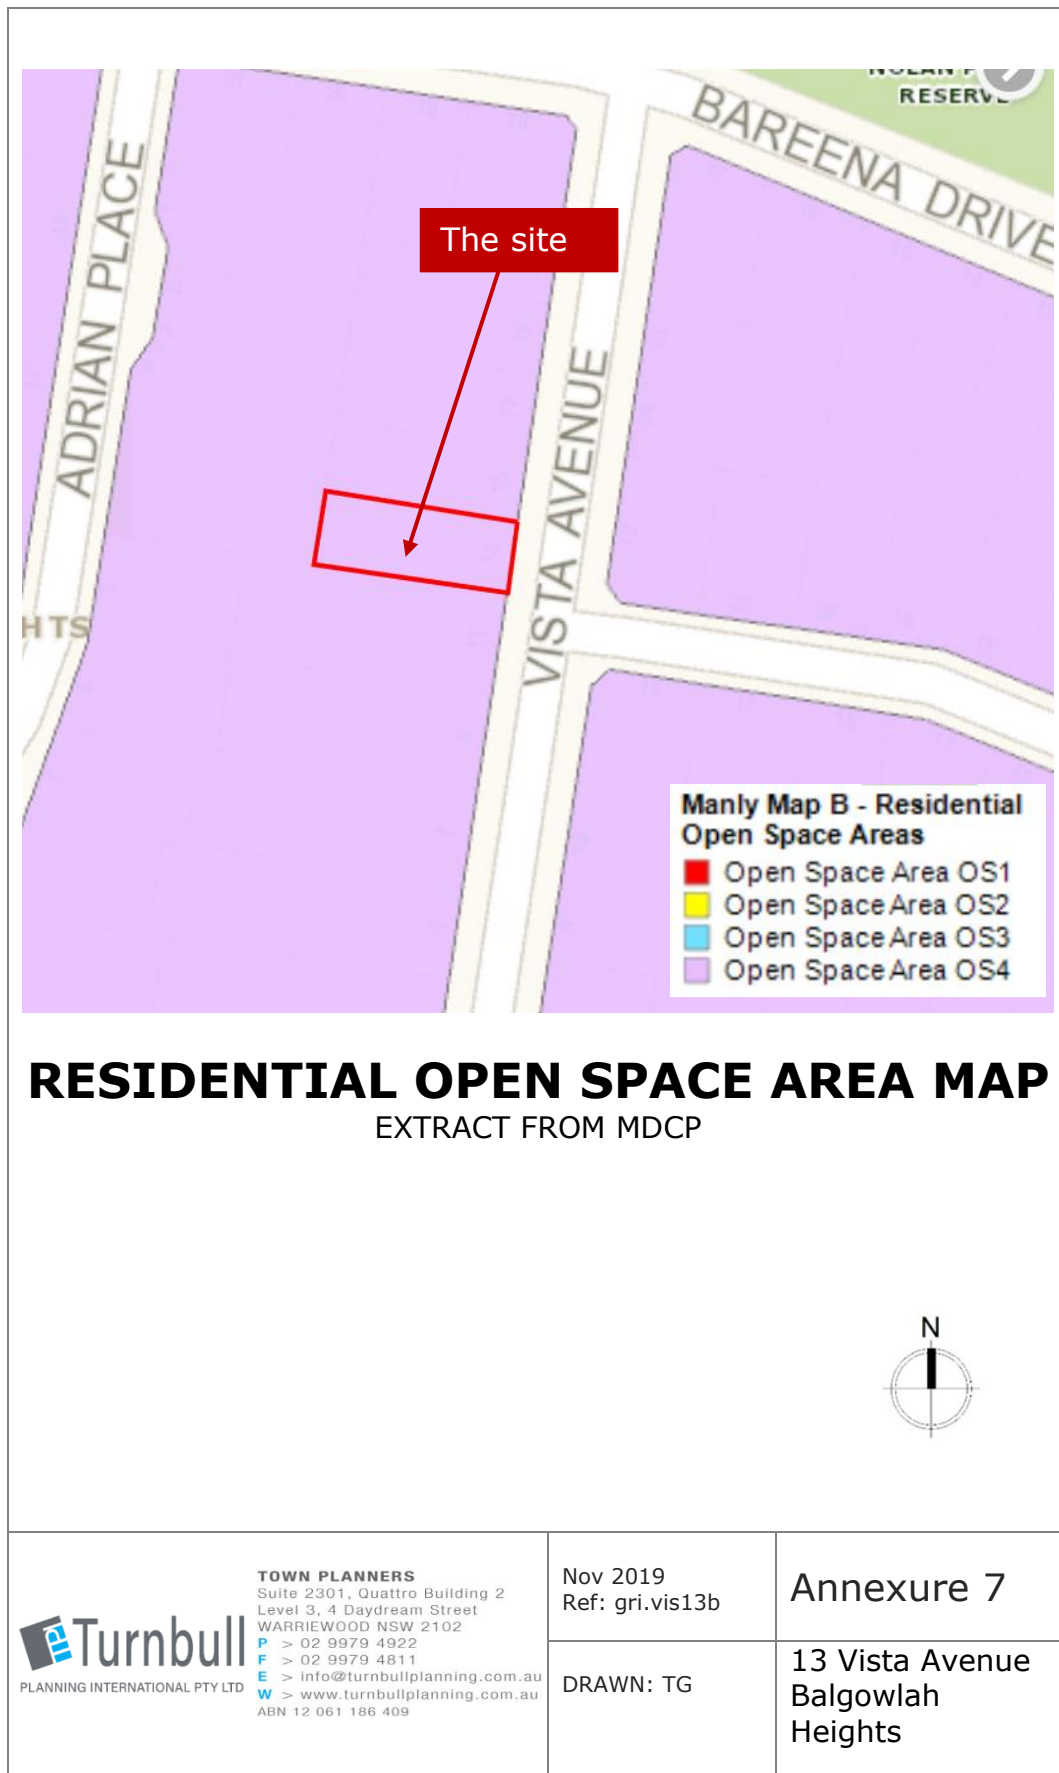 RESERVE
BAREENA DRIVE
ADRIAN PLACE
The site
VISTA AVENUE
HTS
Manly Map B - Residential
Open Space Areas
Open Space Area OS1
Open Space Area OS2
Open Space Area OS3
Open Space Area OS4
RESIDENTIAL OPEN SPACE AREA MAP
EXTRACT FROM MDCP
N
TPI
Turnbull
PLANNING INTERNATIONAL PTY LTD
TOWN PLANNERS
Suite 2301, Quattro Building 2
Level 3, 4 Daydream Street
WARRIEWOOD NSW 2102
P > 02 9979 4922
F > 02 9979 4811
E > info@turnbullplanning.com.au
W > www.turnbullplanning.com.au
ABN 12 061 186 409
Nov 2019
Ref: gri.vis13b
DRAWN: TG
Annexure 7
13 Vista Avenue
Balgowlah
Heights